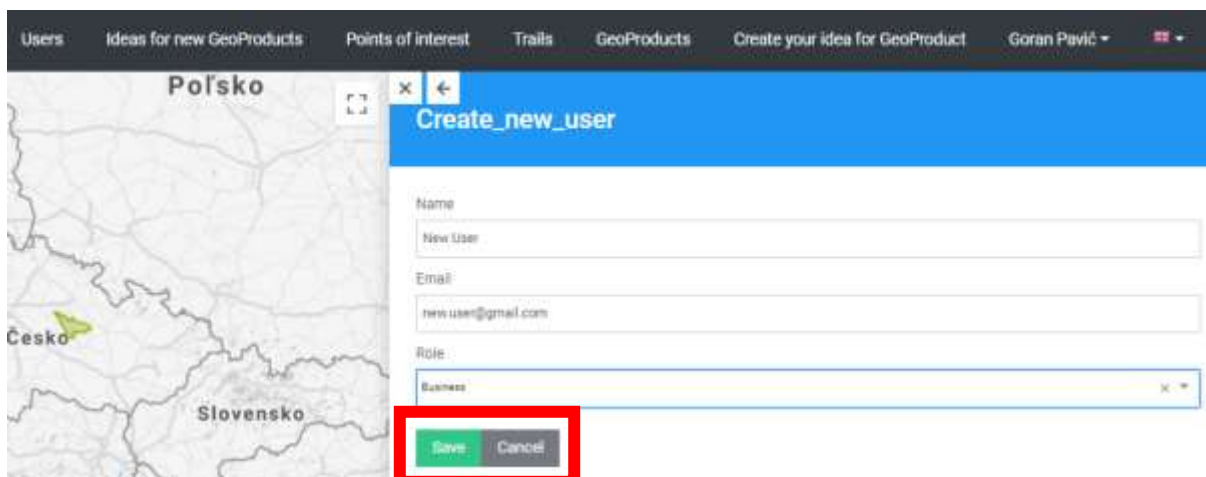 Users Ideas for new GeoProducts Points of interest Trails GeoProducts Create your idea for GeoProduct Goran Pavić
Poľsko
Create_new_user
Name
New User
Email
new.user@gmail.com
Česko
Role
Business
Slovensko
Save Cancel